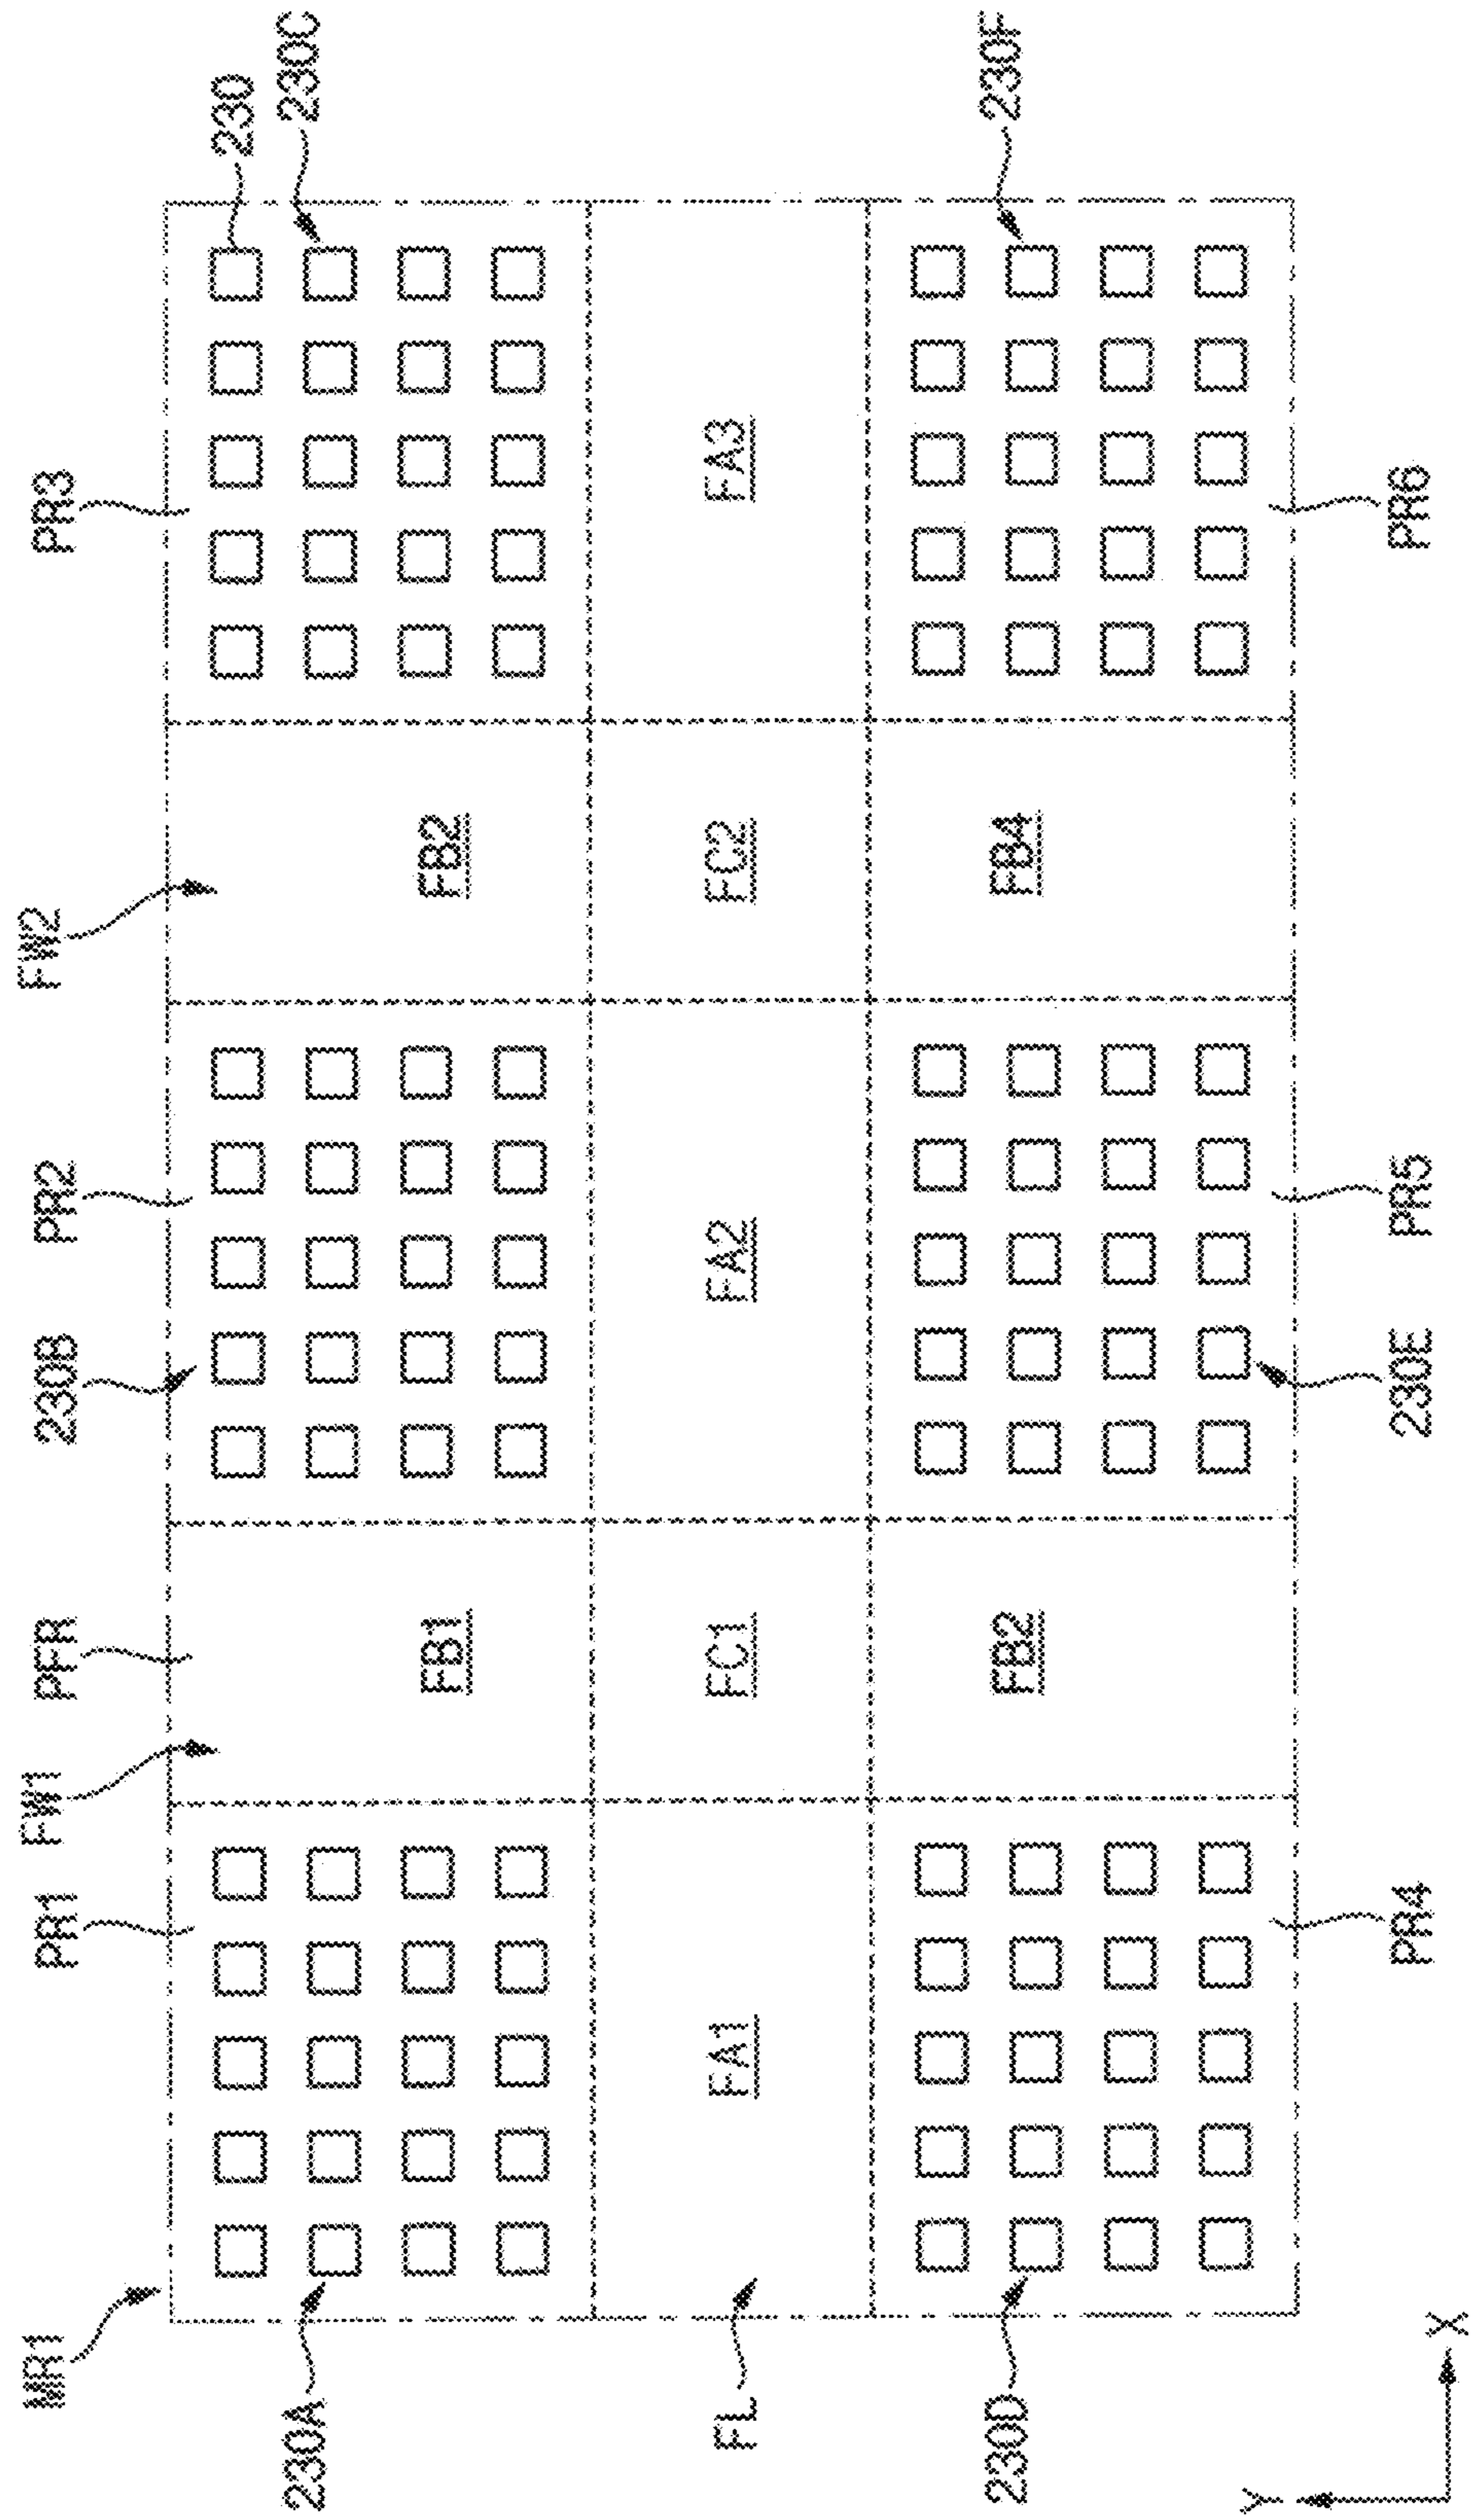 MR1
PR1
FW1
PFR
230B
PR2
FW2
PR3
230
230A
230C
FB1
FB2
FL
FA1
FC1
FA2
FC2
FA3
FB2
FB4
230D
230F
PR4
230E
PR5
PR6
Y
X